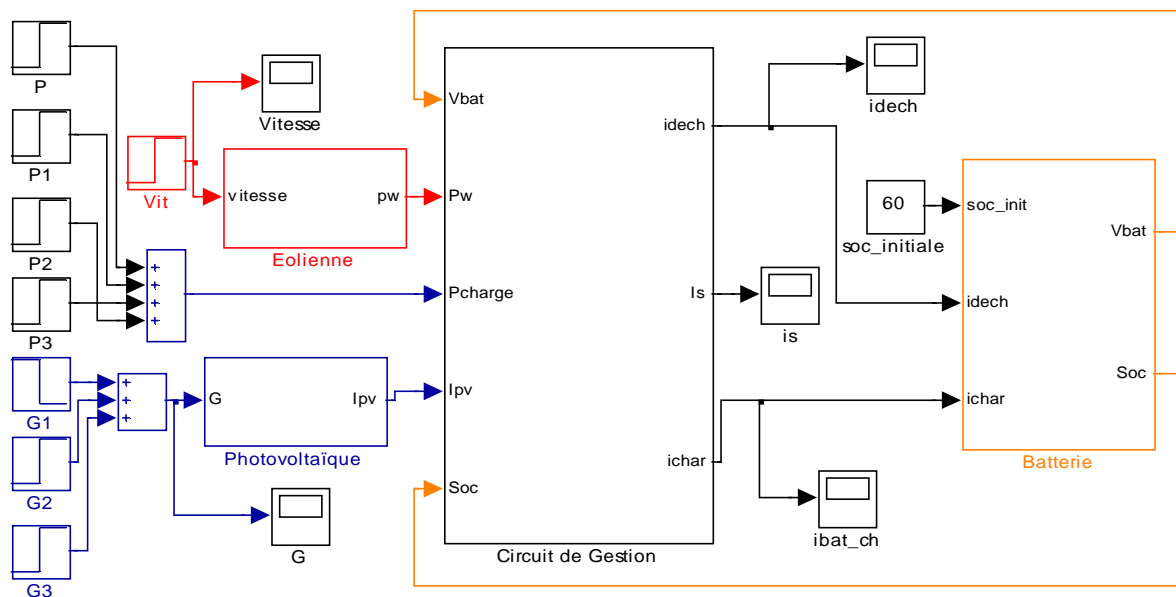 P
P1
P2
P3
+
+
+
+
G1
G2
G3
+
+
+
Vit
Vitesse
vitesse
pw
Eolienne
G
Ipv
Photovoltaïque
G
Vbat
Pw
Pcharge
Ipv
Soc
idech
Is
ichar
Circuit de Gestion
idech
60
soc_initiale
is
ibat_ch
soc_init
idech
ichar
Vbat
Soc
Batterie